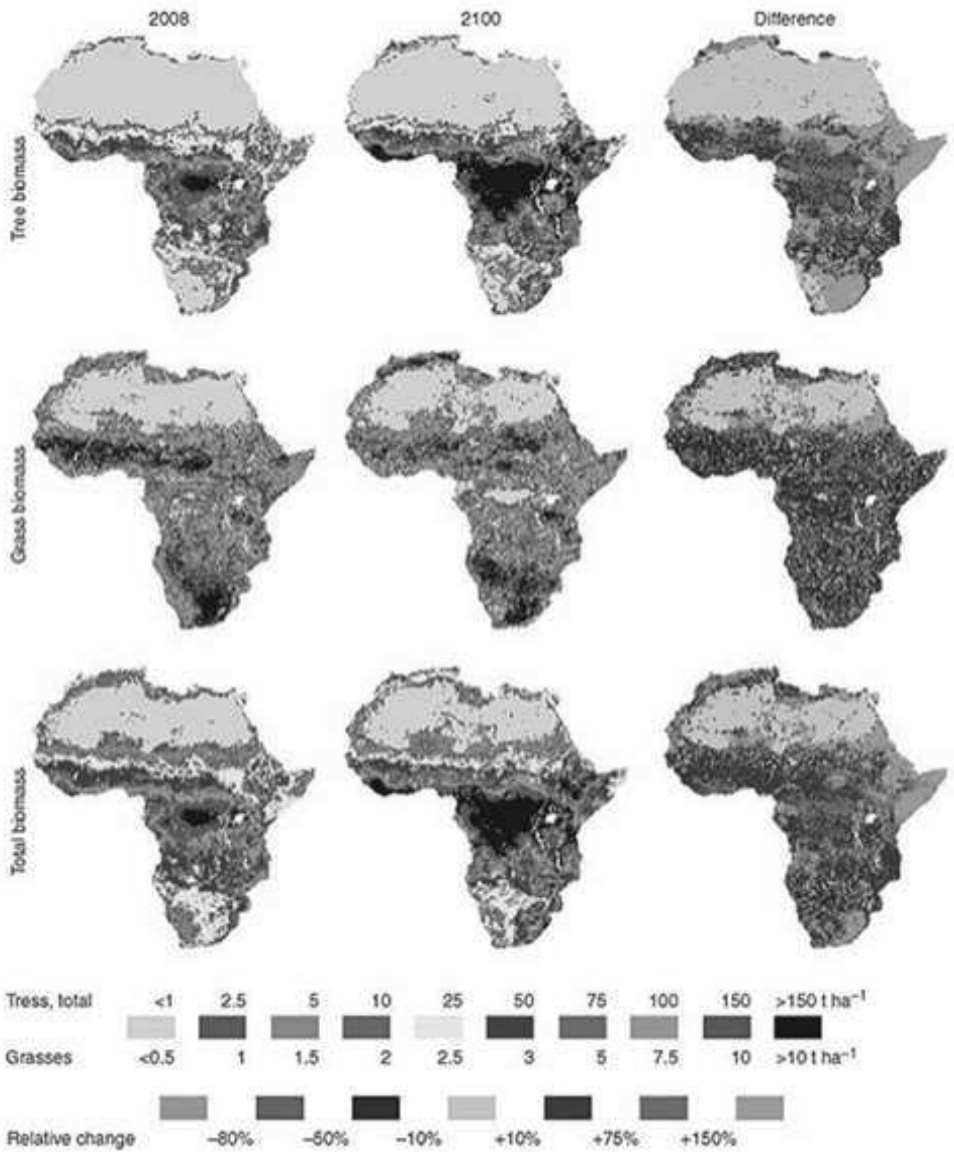 2008 2100 Difference
Tree biomass
Grass biomass
Total biomass
Tress, total <1 2.5 5 10 25 50 75 100 150 >150 t ha⁻¹
Grasses <0.5 1 1.5 2 2.5 3 5 7.5 10 >10 t ha⁻¹
Relative change −80% −50% −10% +10% +75% +150%